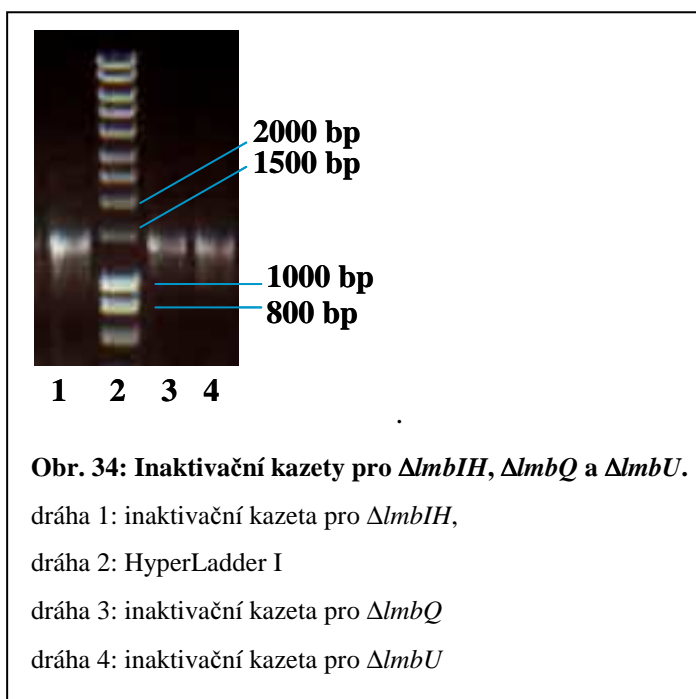 2000 bp
1500 bp
1000 bp
800 bp
1 2 3 4
.
Obr. 34: Inaktivační kazety pro ΔlmbIH, ΔlmbQ a ΔlmbU.
dráha 1: inaktivační kazeta pro ΔlmbIH,
dráha 2: HyperLadder I
dráha 3: inaktivační kazeta pro ΔlmbQ
dráha 4: inaktivační kazeta pro ΔlmbU